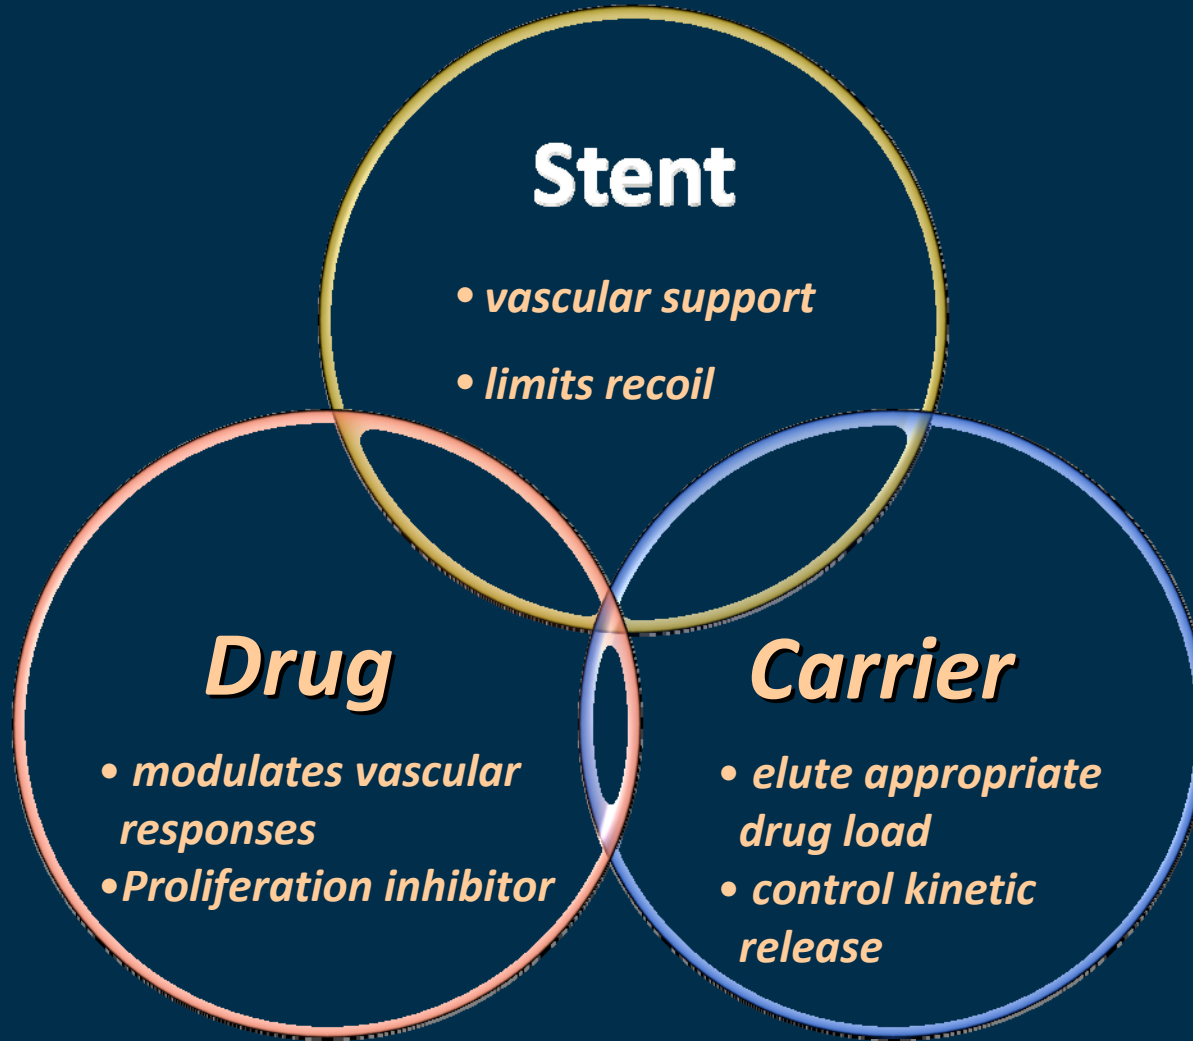 Stent
• vascular support
• limits recoil
Drug
• modulates vascular
responses
•Proliferation inhibitor
Carrier
• elute appropriate
drug load
• control kinetic
release